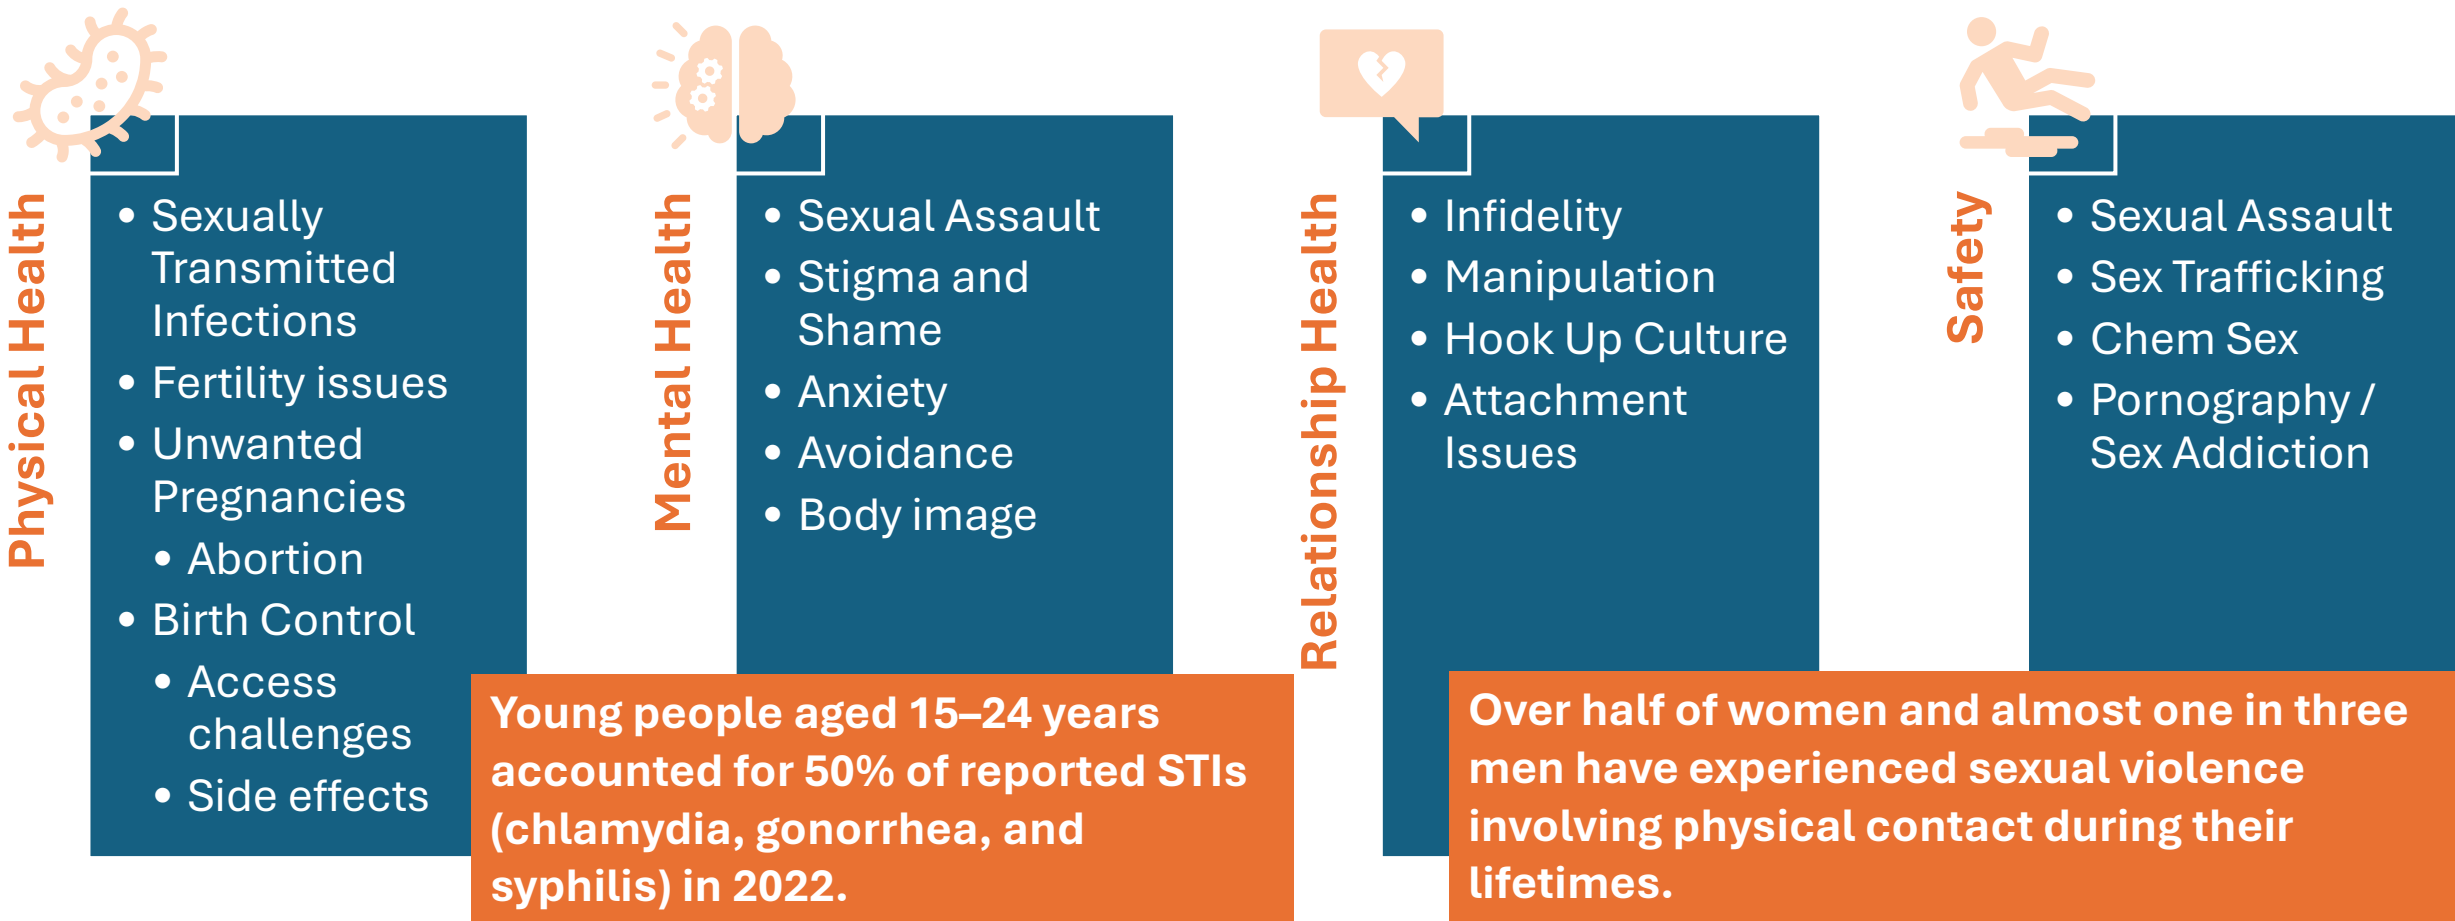 Physical Health
• Sexually
Transmitted
Infections
• Fertility issues
• Unwanted
Pregnancies
• Abortion
• Birth Control
• Access
challenges
• Side effects
Mental Health
• Sexual Assault
• Stigma and
Shame
• Anxiety
• Avoidance
• Body image
Relationship Health
• Infidelity
• Manipulation
• Hook Up Culture
• Attachment
Issues
Safety
• Sexual Assault
• Sex Trafficking
• Chem Sex
• Pornography /
Sex Addiction
Young people aged 15–24 years
accounted for 50% of reported STIs
(chlamydia, gonorrhea, and
syphilis) in 2022.
Over half of women and almost one in three
men have experienced sexual violence
involving physical contact during their
lifetimes.